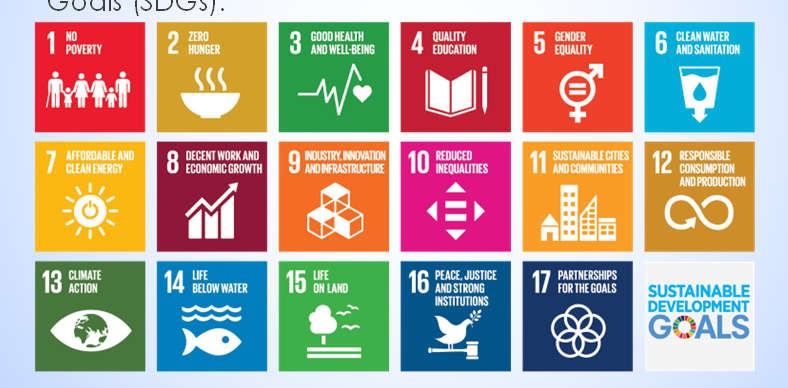 Goals (SDGs):
1 NO
POVERTY
2 ZERO
HUNGER
3 GOOD HEALTH
AND WELL-BEING
4 QUALITY
EDUCATION
5 GENDER
EQUALITY
6 CLEAN WATER
AND SANITATION
7 AFFORDABLE AND
CLEAN ENERGY
8 DECENT WORK AND
ECONOMIC GROWTH
9 INDUSTRY, INNOVATION
AND INFRASTRUCTURE
10 REDUCED
INEQUALITIES
11 SUSTAINABLE CITIES
AND COMMUNITIES
12 RESPONSIBLE
CONSUMPTION
AND PRODUCTION
13 CLIMATE
ACTION
14 LIFE
BELOW WATER
15 LIFE
ON LAND
16 PEACE, JUSTICE
AND STRONG
INSTITUTIONS
17 PARTNERSHIPS
FOR THE GOALS
SUSTAINABLE
DEVELOPMENT
GOALS